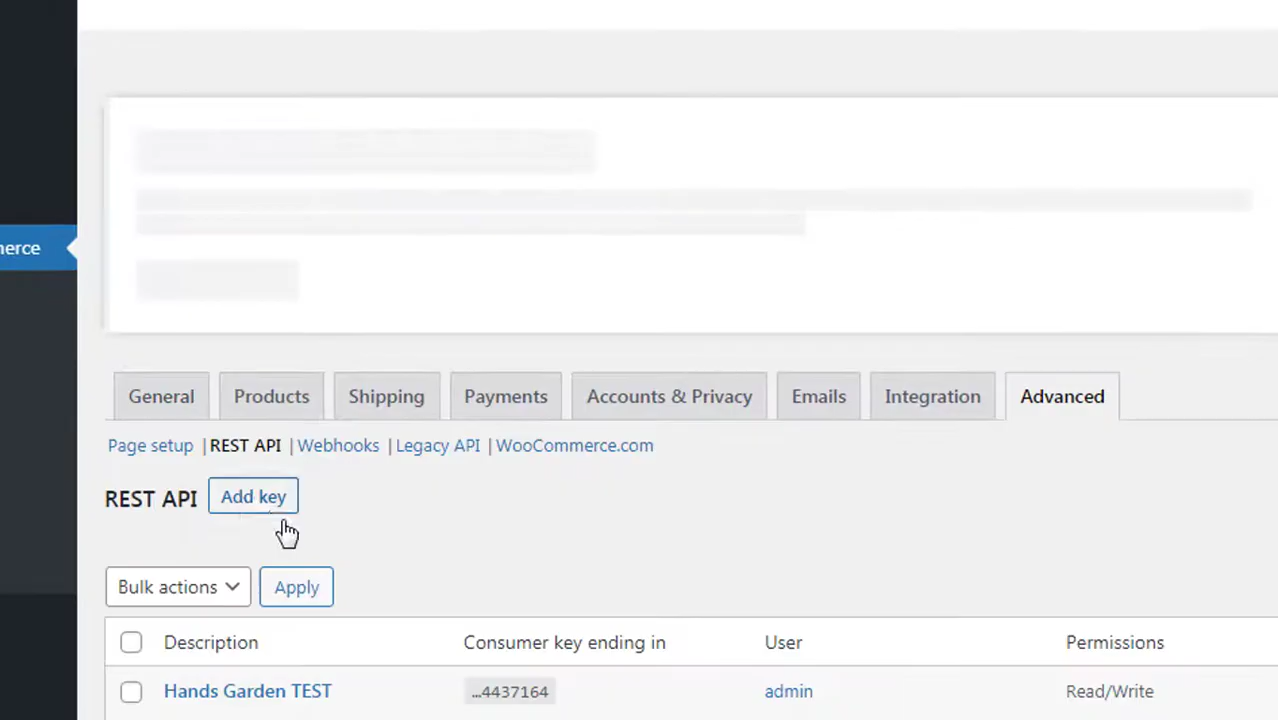 merce
General Products Shipping Payments Accounts & Privacy Emails Integration Advanced
Page setup | REST API | Webhooks | Legacy API | WooCommerce.com
REST API Add key
Bulk actions Apply
Description Consumer key ending in User Permissions
Hands Garden TEST ...4437164 admin Read/Write